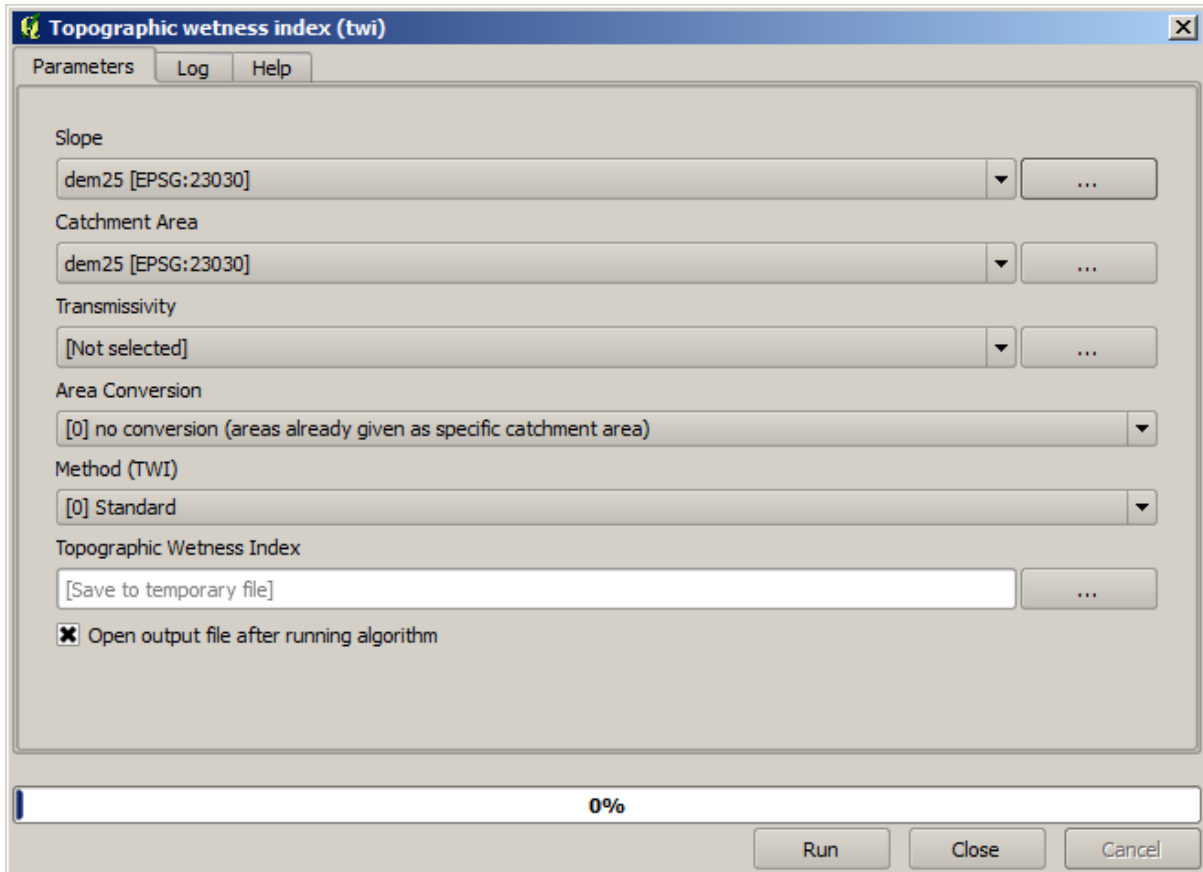 Topographic wetness index (twi)
Parameters Log Help
Slope
dem25 [EPSG:23030]
...
Catchment Area
dem25 [EPSG:23030]
...
Transmissivity
[Not selected]
...
Area Conversion
[0] no conversion (areas already given as specific catchment area)
Method (TWI)
[0] Standard
Topographic Wetness Index
[Save to temporary file]
...
Open output file after running algorithm
0%
Run Close Cancel